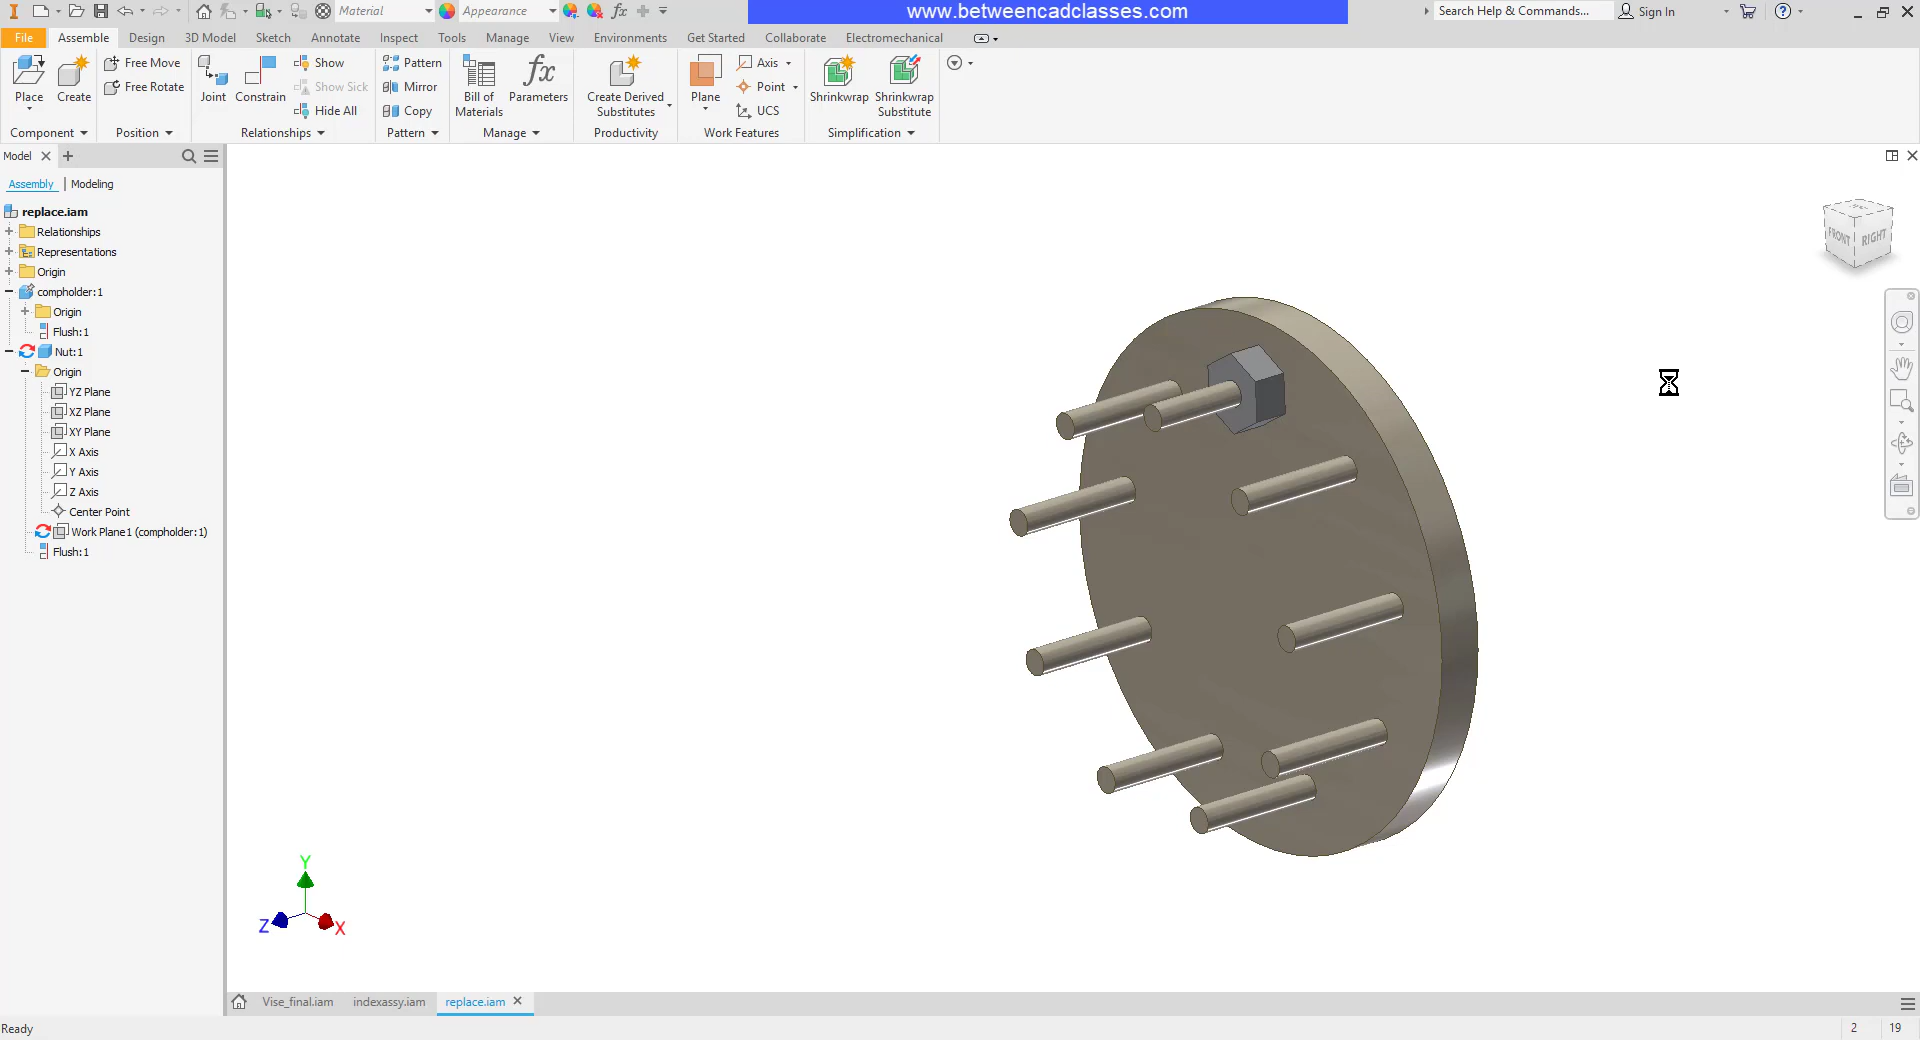 Material
Appearance
www.betweencadclasses.com
Search Help & Commands...
Sign In
File
Assemble
Design
3D Model
Sketch
Annotate
Inspect
Tools
Manage
View
Environments
Get Started
Collaborate
Electromechanical
Place
Create
Free Move
Free Rotate
Joint
Constrain
Show
Show Sick
Hide All
Pattern
Mirror
Copy
Bill of
Materials
fx
Parameters
Create Derived
Substitutes
Plane
Axis
Point
UCS
Shrinkwrap
Shrinkwrap
Substitute
Component
Position
Relationships
Pattern
Manage
Productivity
Work Features
Simplification
Model
Assembly
Modeling
replace.iam
Relationships
Representations
Origin
compholder:1
Origin
Flush:1
Nut:1
Origin
YZ Plane
XZ Plane
XY Plane
X Axis
Y Axis
Z Axis
Center Point
Work Plane1 (compholder:1)
Flush:1
FRONT
RIGHT
Y
Z
X
Vise_final.iam
indexassy.iam
replace.iam
Ready
2
19